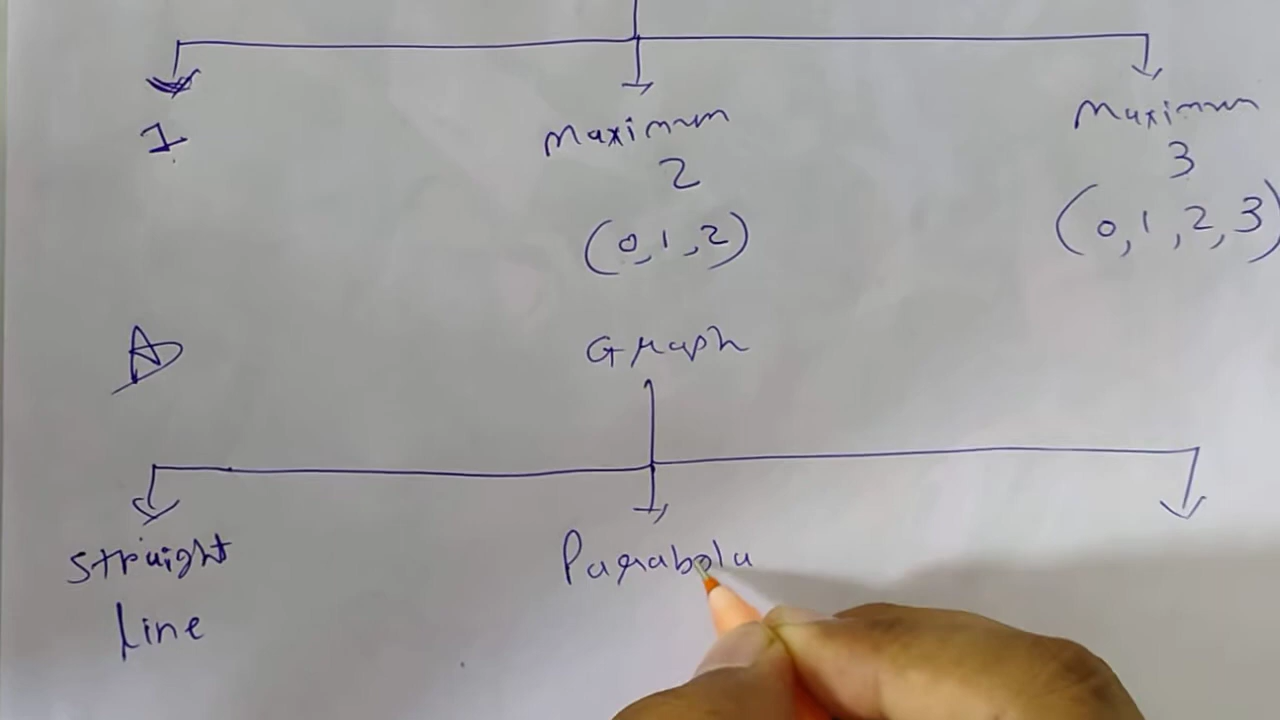 1
Maximum
2
(0,1,2)
Maximum
3
(0,1,2,3)
Graph
Straight
line
Parabola